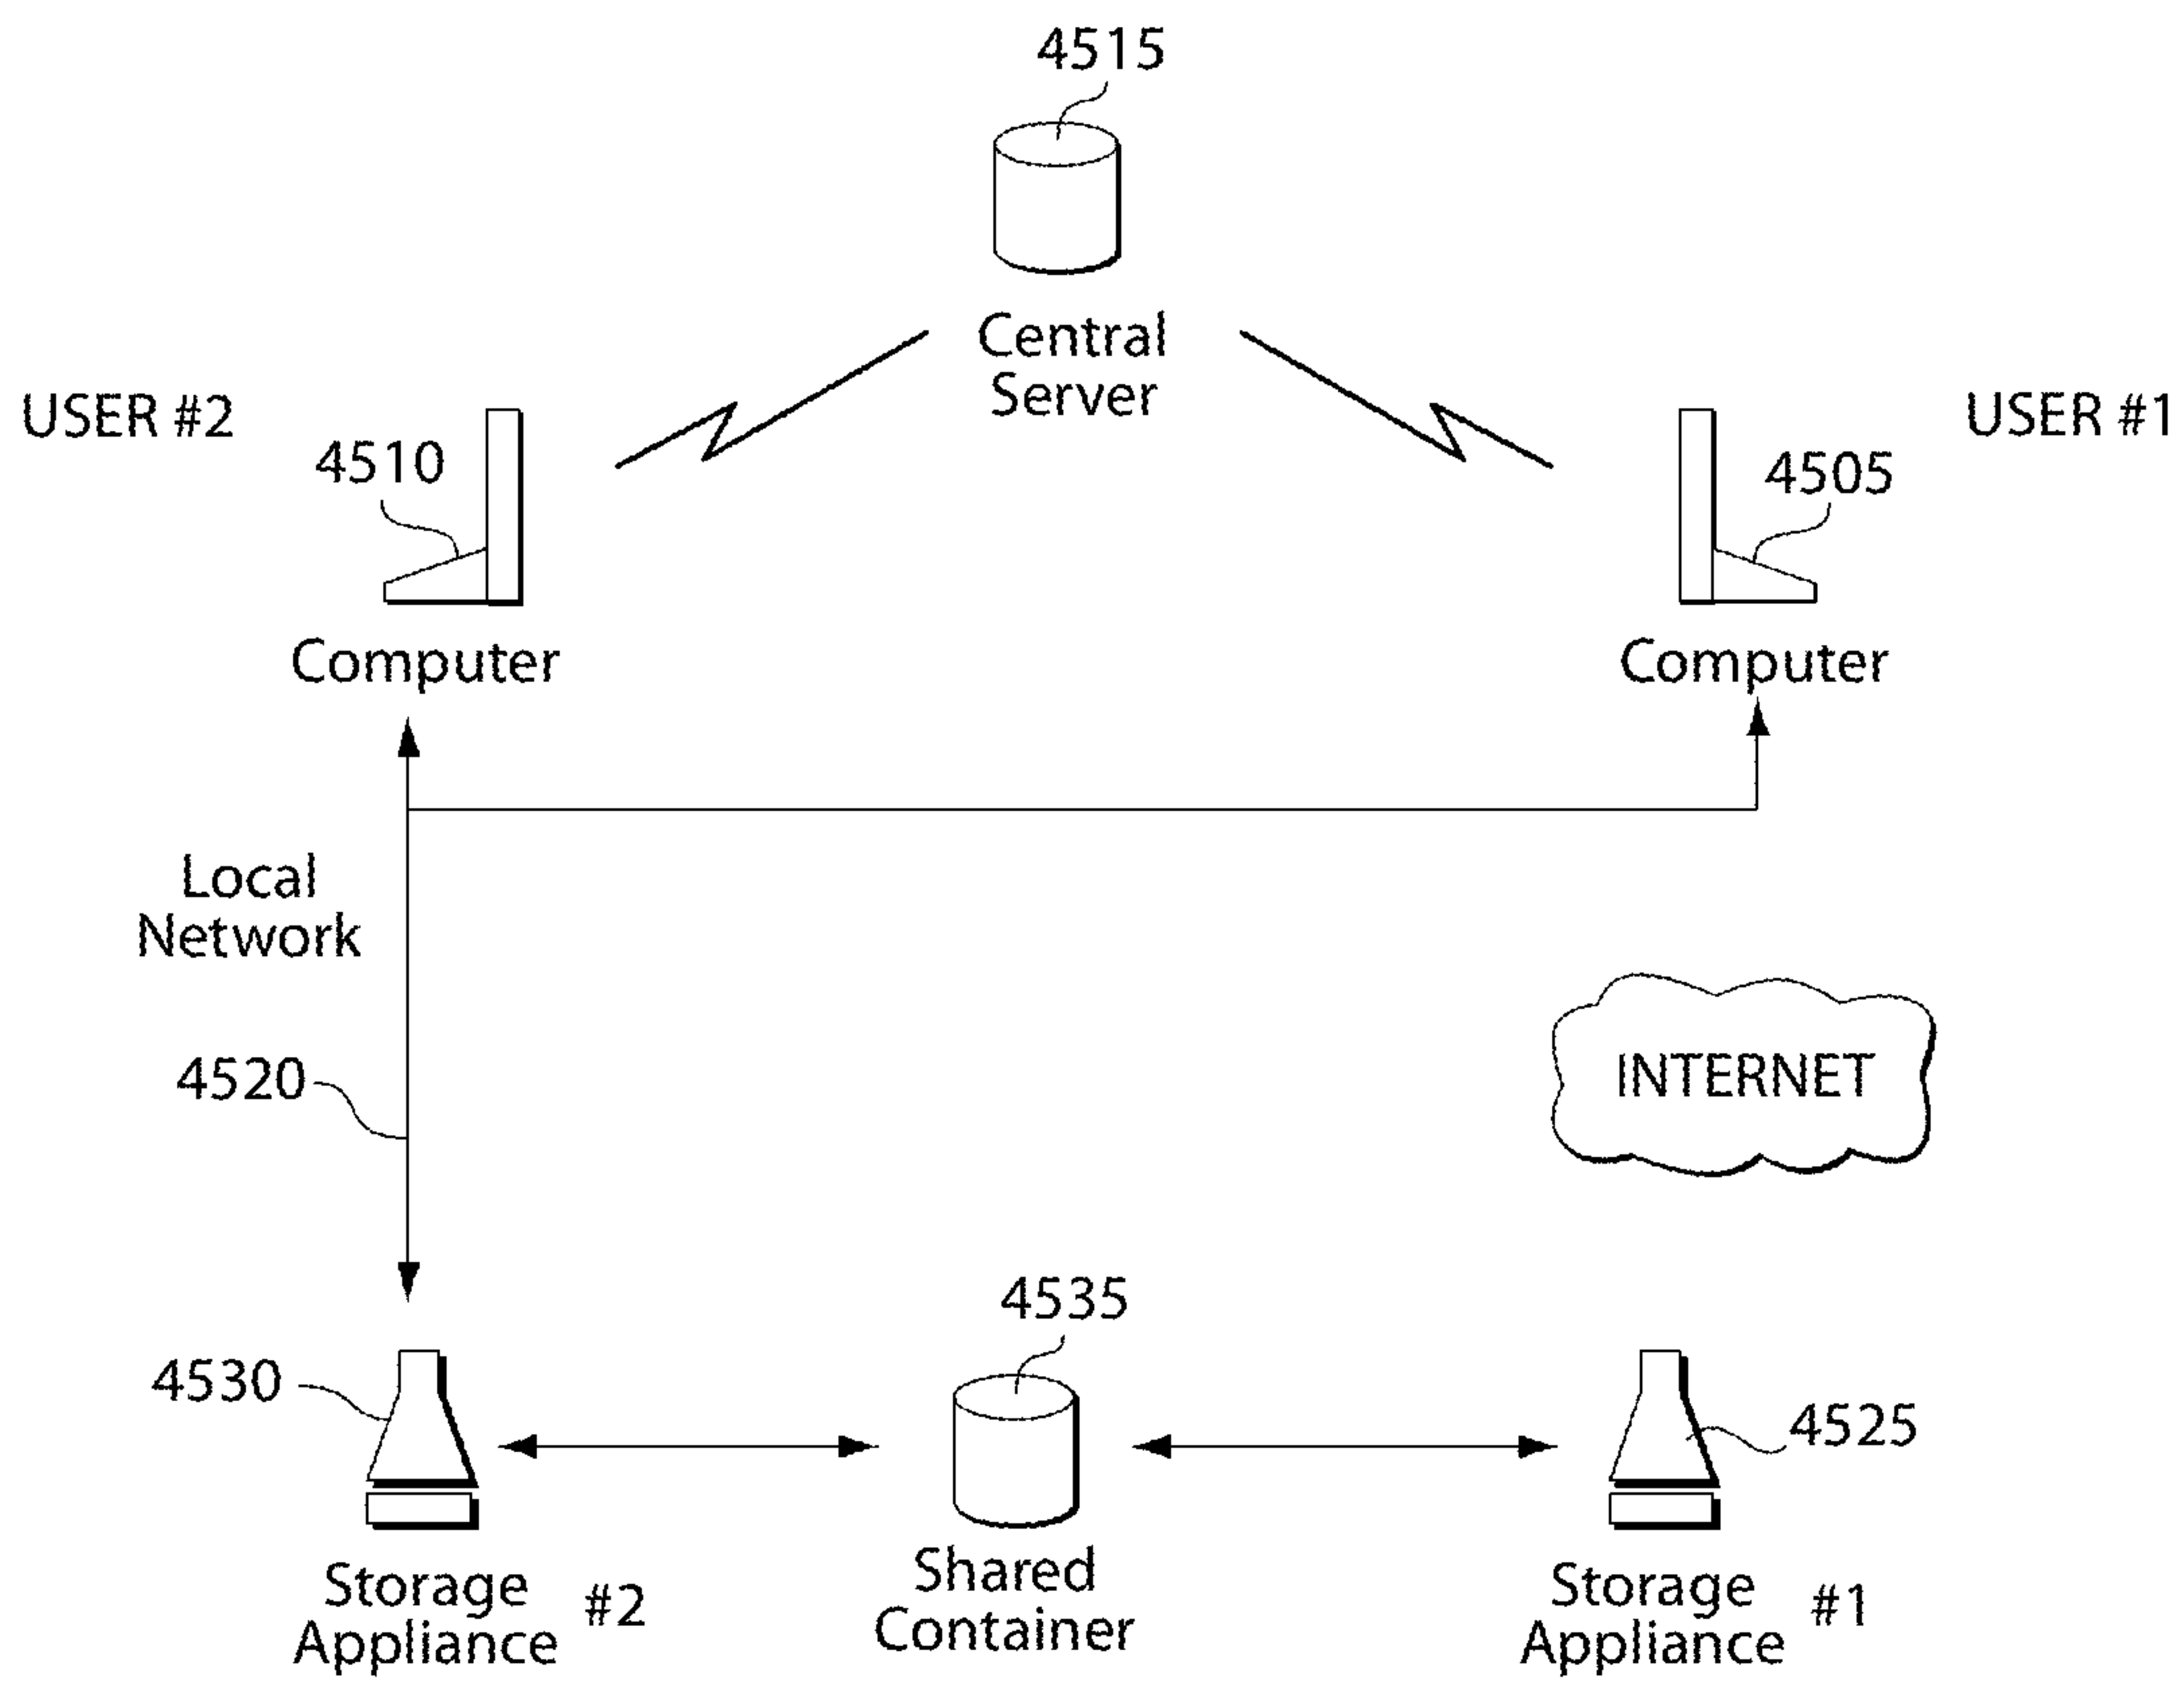 4515
Central
Server
USER #2
USER #1
4510
4505
Computer
Computer
Local
Network
INTERNET
4520
4535
4530
4525
Shared
Container
Storage
Appliance
#2
Storage
Appliance
#1